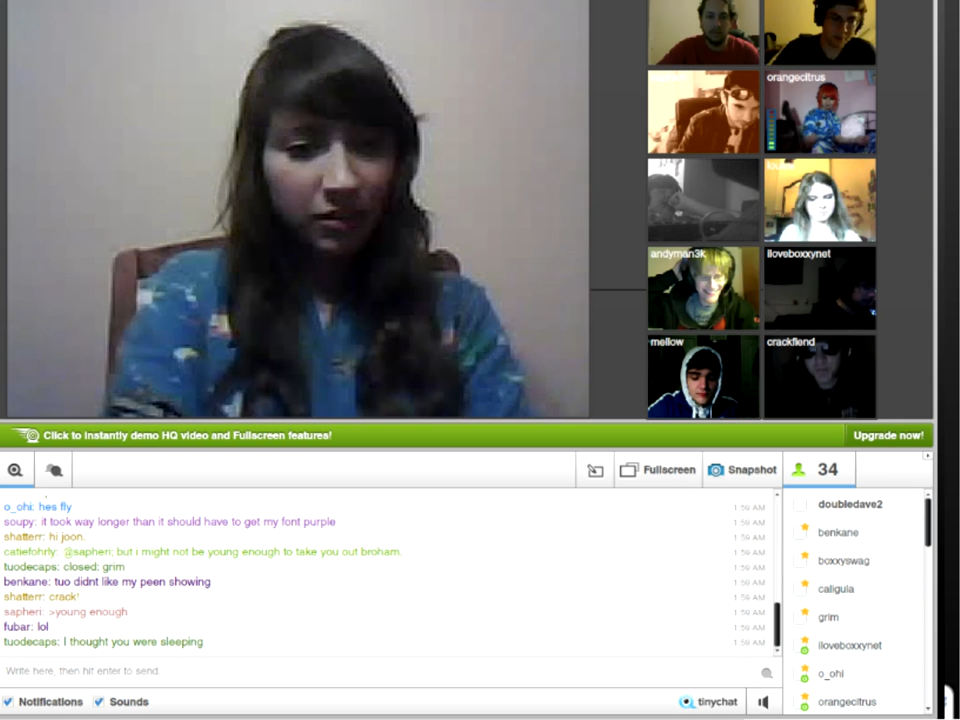 orangecitrus
andyman3k
iloveboxxynet
mellow
crackfiend
Click to instantly demo HQ video and Fullscreen features!
Upgrade now!
Fullscreen
Snapshot
34
o_ohi: hes fly 1:59 AM
soupy: it took way longer than it should have to get my font purple 1:59 AM
shatterr: hi joon. 1:59 AM
catiefohrly: @sapheri; but i might not be young enough to take you out broham. 1:59 AM
tuodecaps: closed: grim 1:59 AM
benkane: tuo didnt like my peen showing 1:59 AM
shatterr: crack' 1:59 AM
sapheri: >young enough 1:59 AM
fubar: lol 1:59 AM
tuodecaps: I thought you were sleeping 1:59 AM
doubledave2
benkane
boxxyswag
caligula
grim
iloveboxxynet
o_ohi
orangecitrus
Write here, then hit enter to send.
Notifications
Sounds
tinychat